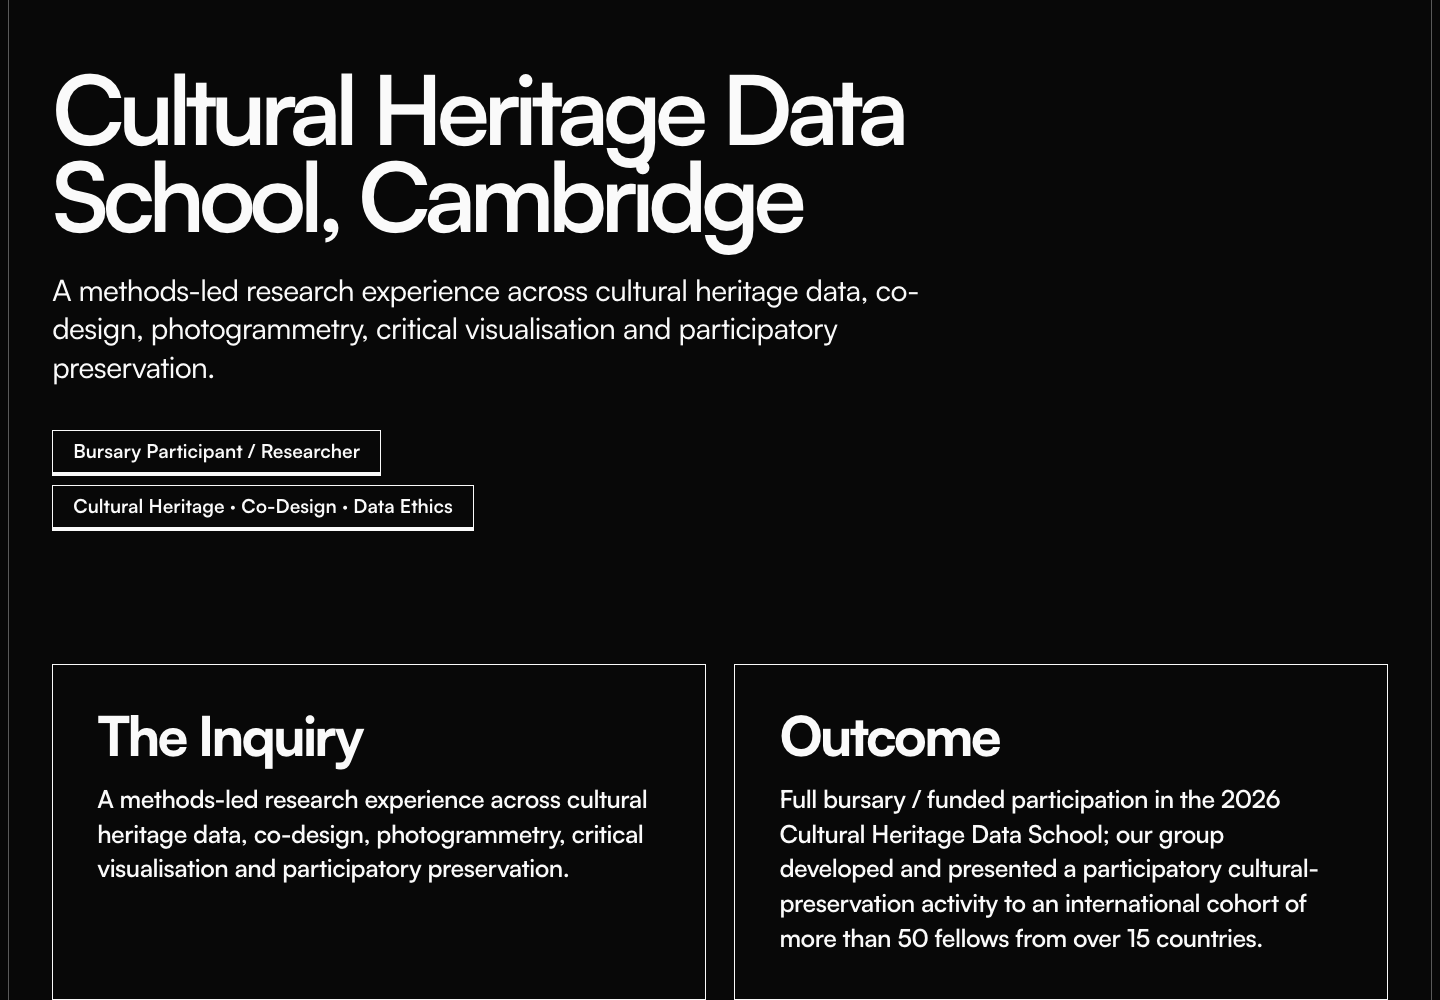 Cultural Heritage Data
School, Cambridge
A methods-led research experience across cultural heritage data, co-
design, photogrammetry, critical visualisation and participatory
preservation.
Bursary Participant / Researcher
Cultural Heritage · Co-Design · Data Ethics
The Inquiry
A methods-led research experience across cultural
heritage data, co-design, photogrammetry, critical
visualisation and participatory preservation.
Outcome
Full bursary / funded participation in the 2026
Cultural Heritage Data School; our group
developed and presented a participatory cultural-
preservation activity to an international cohort of
more than 50 fellows from over 15 countries.